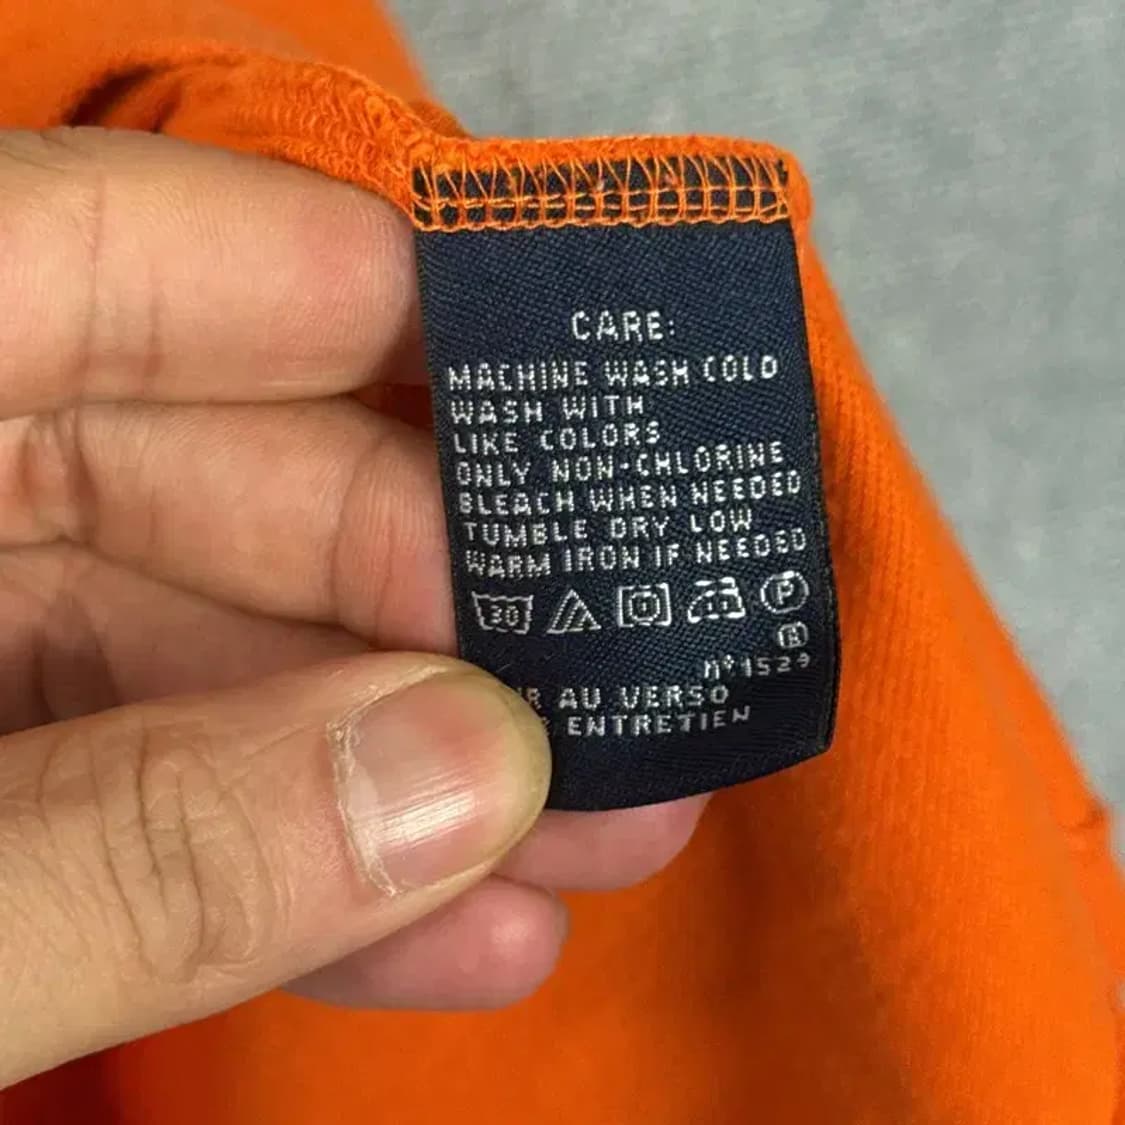 CARE:
MACHINE WASH COLD
WASH WITH
LIKE COLORS
ONLY NON-CHLORINE
BLEACH WHEN NEEDED
TUMBLE DRY LOW
WARM IRON IF NEEDED
30 P
R
nº 1529
AU VERSO
ENTRETIEN